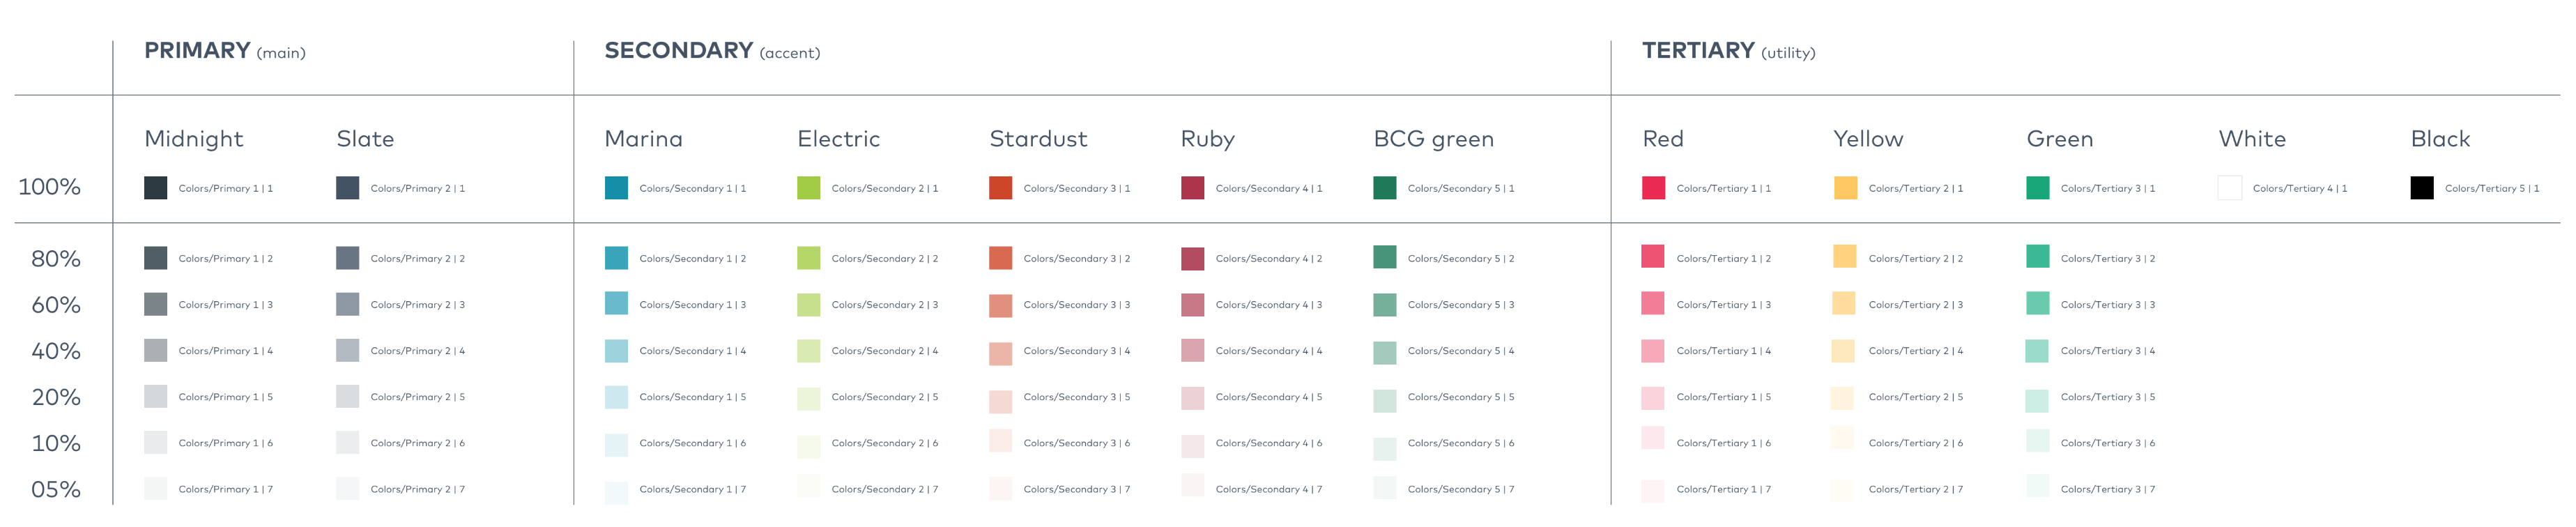 PRIMARY (main) SECONDARY (accent) TERTIARY (utility)
Midnight Slate Marina Electric Stardust Ruby BCG green Red Yellow Green White Black
100% Colors/Primary 1 | 1 Colors/Primary 2 | 1 Colors/Secondary 1 | 1 Colors/Secondary 2 | 1 Colors/Secondary 3 | 1 Colors/Secondary 4 | 1 Colors/Secondary 5 | 1 Colors/Tertiary 1 | 1 Colors/Tertiary 2 | 1 Colors/Tertiary 3 | 1 Colors/Tertiary 4 | 1 Colors/Tertiary 5 | 1
80% Colors/Primary 1 | 2 Colors/Primary 2 | 2 Colors/Secondary 1 | 2 Colors/Secondary 2 | 2 Colors/Secondary 3 | 2 Colors/Secondary 4 | 2 Colors/Secondary 5 | 2 Colors/Tertiary 1 | 2 Colors/Tertiary 2 | 2 Colors/Tertiary 3 | 2
60% Colors/Primary 1 | 3 Colors/Primary 2 | 3 Colors/Secondary 1 | 3 Colors/Secondary 2 | 3 Colors/Secondary 3 | 3 Colors/Secondary 4 | 3 Colors/Secondary 5 | 3 Colors/Tertiary 1 | 3 Colors/Tertiary 2 | 3 Colors/Tertiary 3 | 3
40% Colors/Primary 1 | 4 Colors/Primary 2 | 4 Colors/Secondary 1 | 4 Colors/Secondary 2 | 4 Colors/Secondary 3 | 4 Colors/Secondary 4 | 4 Colors/Secondary 5 | 4 Colors/Tertiary 1 | 4 Colors/Tertiary 2 | 4 Colors/Tertiary 3 | 4
20% Colors/Primary 1 | 5 Colors/Primary 2 | 5 Colors/Secondary 1 | 5 Colors/Secondary 2 | 5 Colors/Secondary 3 | 5 Colors/Secondary 4 | 5 Colors/Secondary 5 | 5 Colors/Tertiary 1 | 5 Colors/Tertiary 2 | 5 Colors/Tertiary 3 | 5
10% Colors/Primary 1 | 6 Colors/Primary 2 | 6 Colors/Secondary 1 | 6 Colors/Secondary 2 | 6 Colors/Secondary 3 | 6 Colors/Secondary 4 | 6 Colors/Secondary 5 | 6 Colors/Tertiary 1 | 6 Colors/Tertiary 2 | 6 Colors/Tertiary 3 | 6
05% Colors/Primary 1 | 7 Colors/Primary 2 | 7 Colors/Secondary 1 | 7 Colors/Secondary 2 | 7 Colors/Secondary 3 | 7 Colors/Secondary 4 | 7 Colors/Secondary 5 | 7 Colors/Tertiary 1 | 7 Colors/Tertiary 2 | 7 Colors/Tertiary 3 | 7